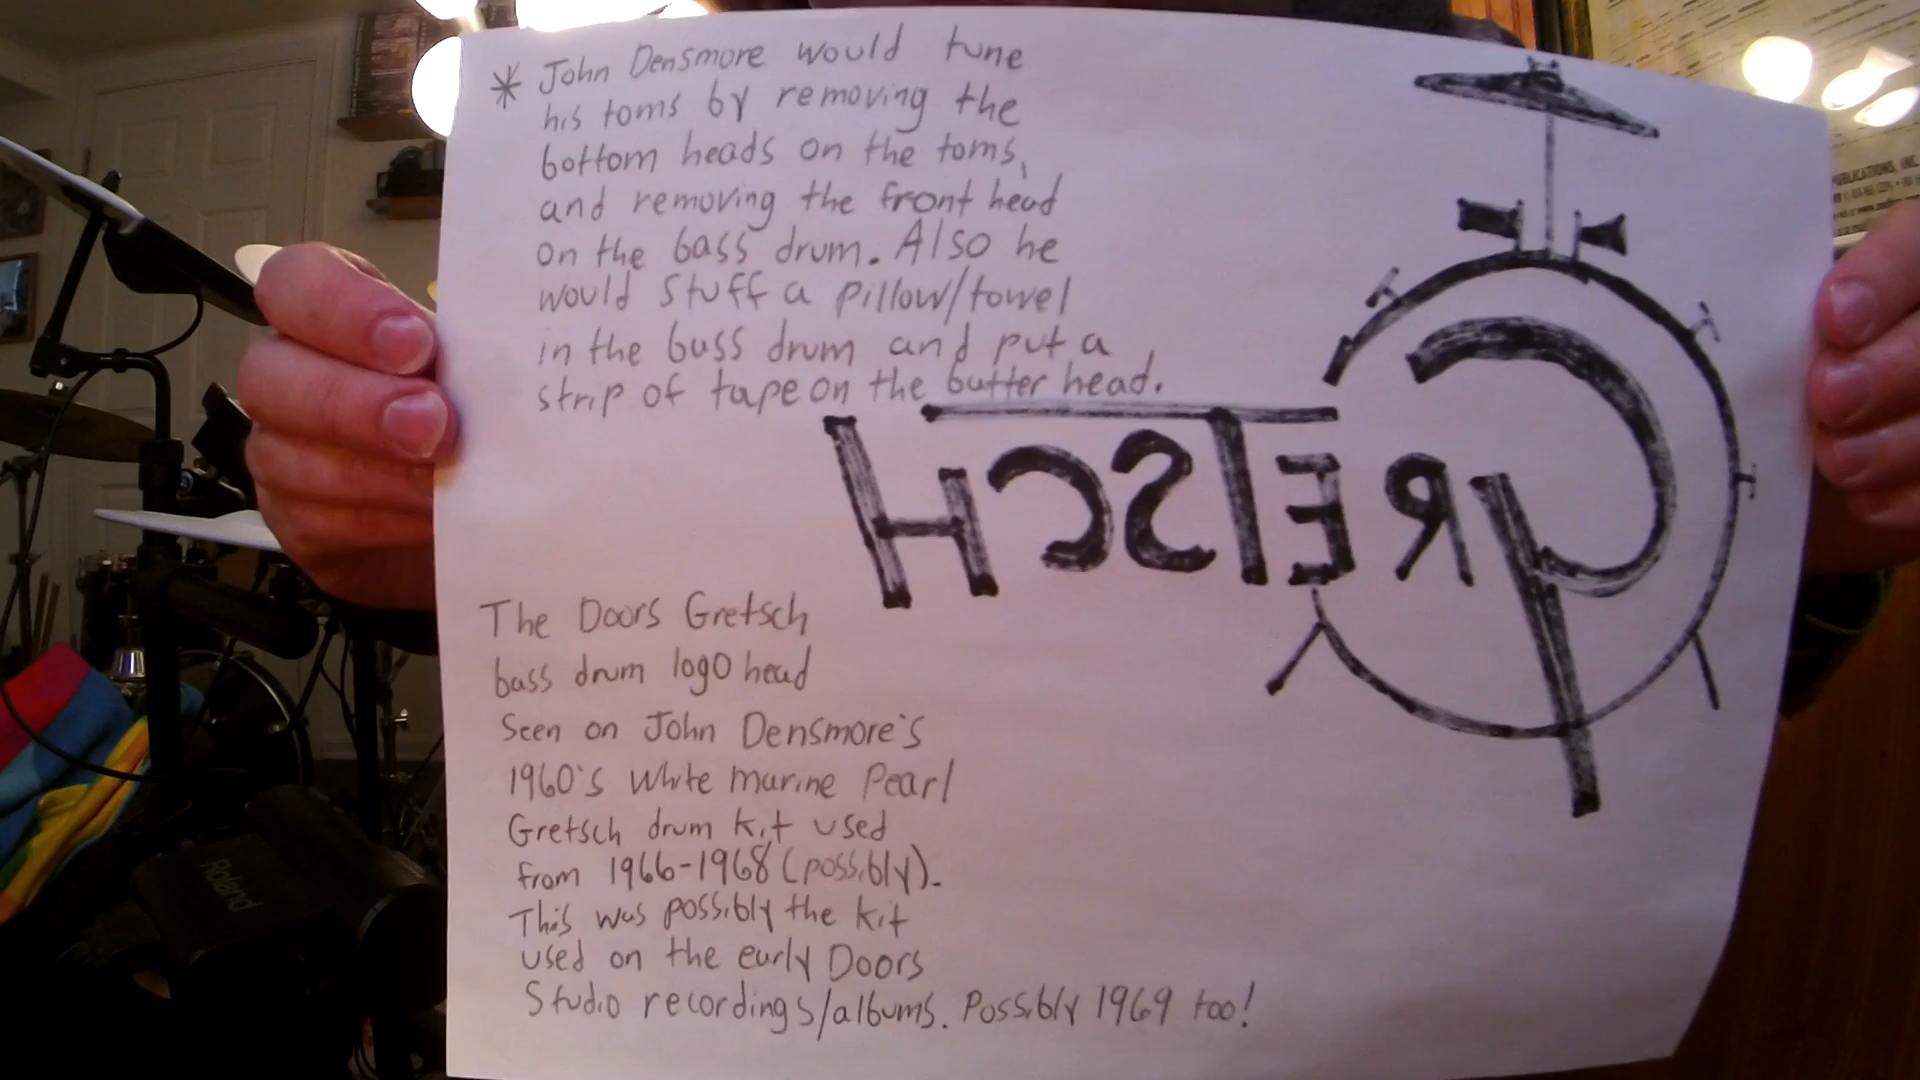 * John Densmore would tune
his toms by removing the
bottom heads on the toms,
and removing the front head
on the bass drum. Also he
would stuff a pillow/towel
in the bass drum and put a
strip of tape on the batter head.
GRETSCH
The Doors Gretsch
bass drum logo head
Seen on John Densmore's
1960's White Marine Pearl
Gretsch drum kit used
from 1966-1968 (possibly).
This was possibly the kit
used on the early Doors
Studio recordings/albums. Possibly 1969 too!
Roland
PUBLICATIONS, INC.